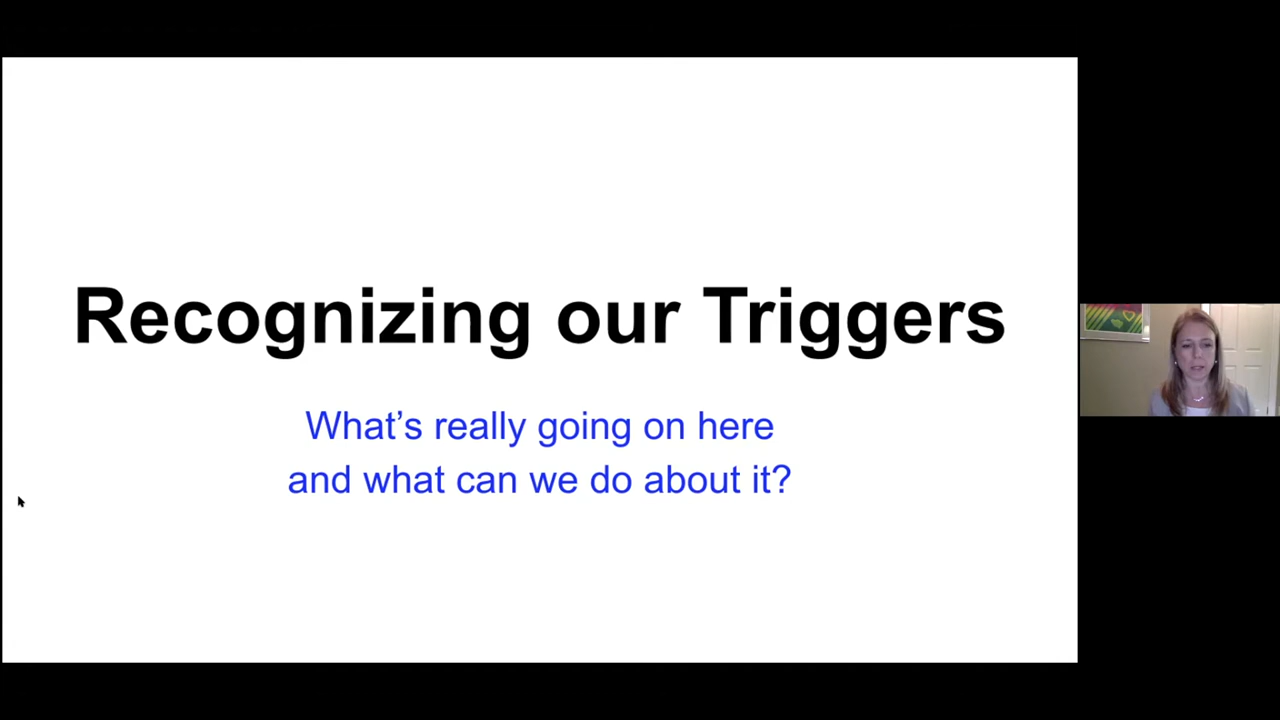 Recognizing our Triggers
What’s really going on here
and what can we do about it?